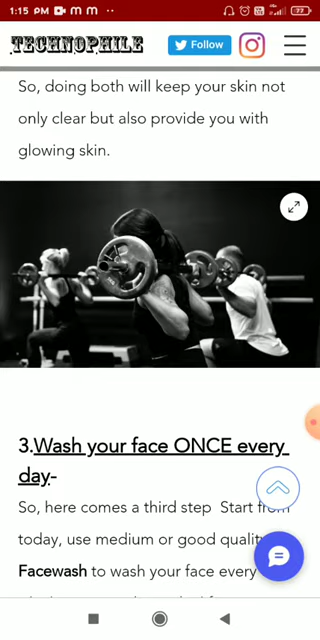 1:15 PM
77
TECHNOPHILE
Follow
So, doing both will keep your skin not
only clear but also provide you with
glowing skin.
3.Wash your face ONCE every
day-
So, here comes a third step Start from
today, use medium or good quality
Facewash to wash your face every